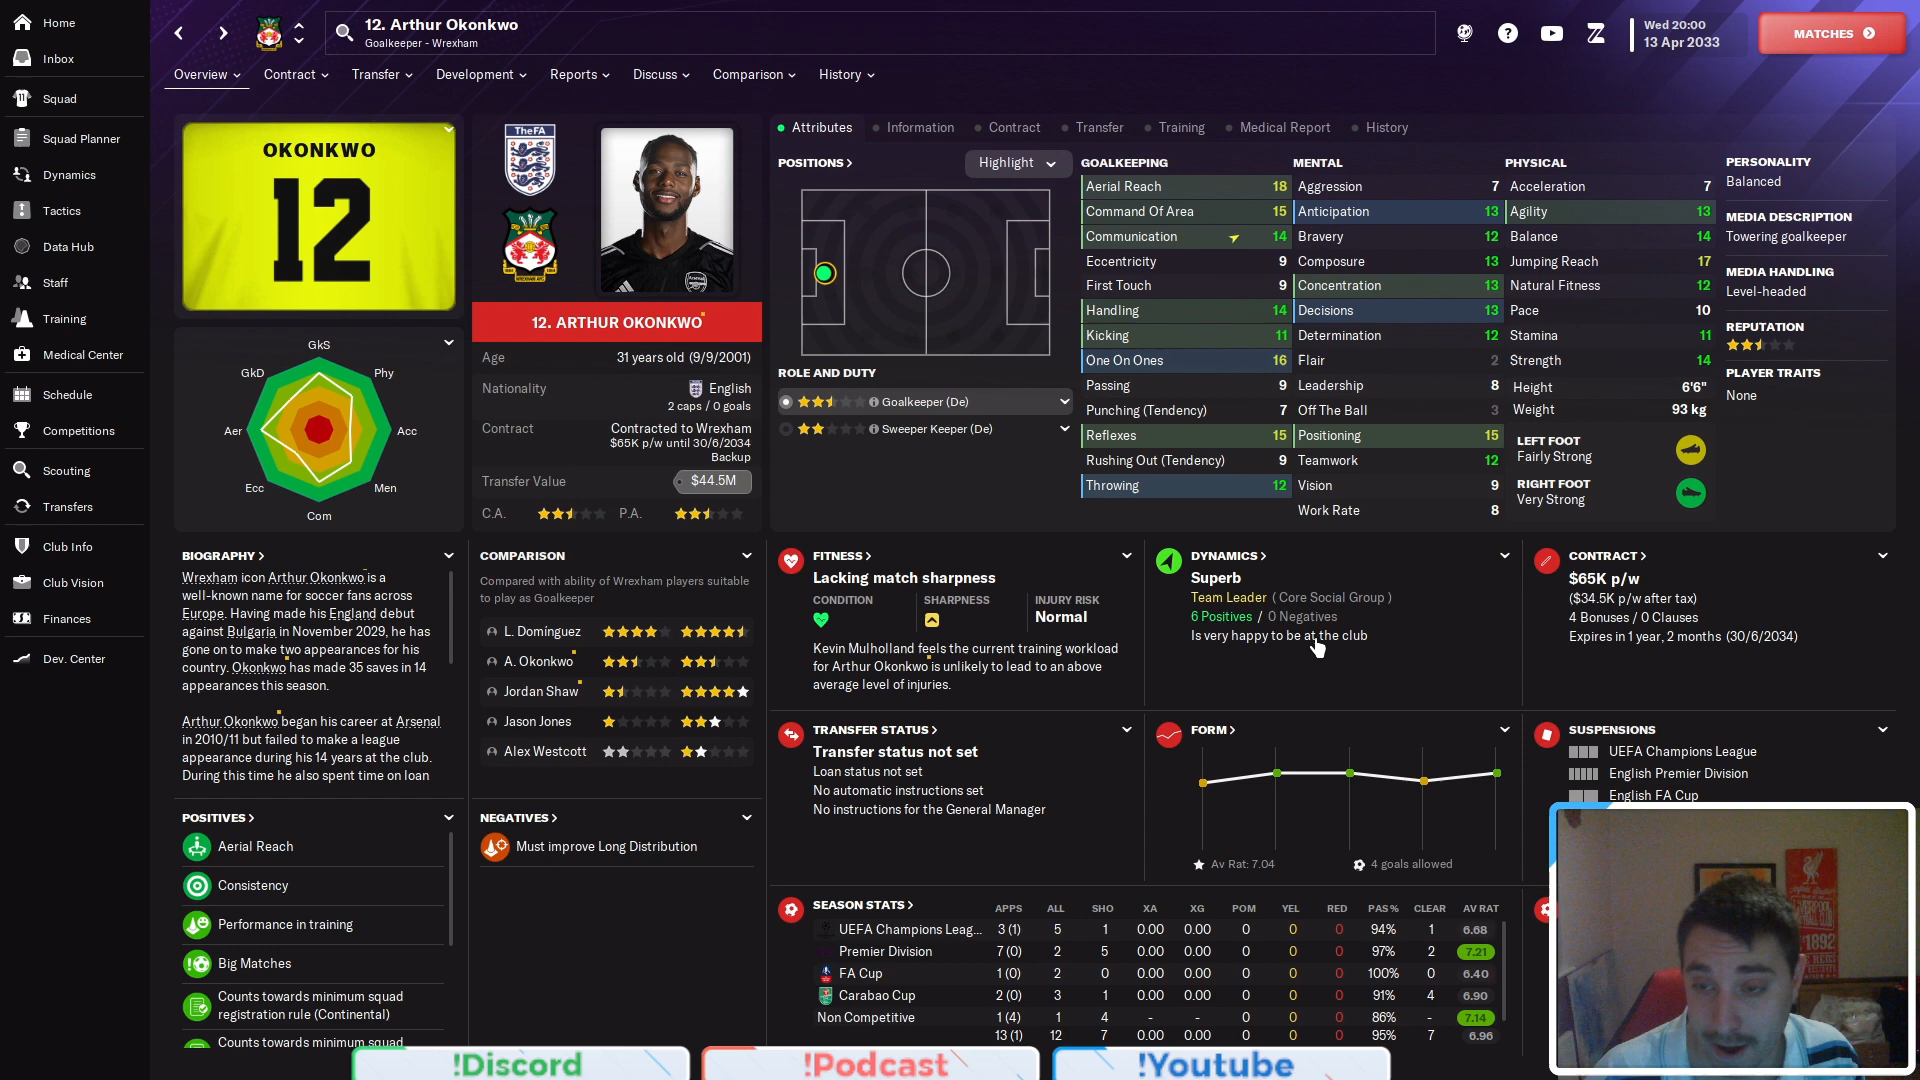 Home
Inbox
Squad
Squad Planner
Dynamics
Tactics
Data Hub
Staff
Training
Medical Center
Schedule
Competitions
Scouting
Transfers
Club Info
Club Vision
Finances
Dev. Center
12. Arthur Okonkwo
Goalkeeper - Wrexham
Wed 20:00
13 Apr 2033
MATCHES
Overview Contract Transfer Development Reports Discuss Comparison History
OKONKWO
12
The FA
12. ARTHUR OKONKWO
Age 31 years old (9/9/2001)
Nationality English
2 caps / 0 goals
Contract Contracted to Wrexham
$65K p/w until 30/6/2034
Backup
Transfer Value $44.5M
C.A. P.A.
GkS
Phy
Acc
Men
Com
Ecc
Aer
GkD
Attributes Information Contract Transfer Training Medical Report History
POSITIONS> Highlight
ROLE AND DUTY
Goalkeeper (De)
Sweeper Keeper (De)
GOALKEEPING
Aerial Reach 18
Command Of Area 15
Communication 14
Eccentricity 9
First Touch 9
Handling 14
Kicking 11
One On Ones 16
Passing 9
Punching (Tendency) 7
Reflexes 15
Rushing Out (Tendency) 9
Throwing 12
MENTAL
Aggression 7
Anticipation 13
Bravery 12
Composure 13
Concentration 13
Decisions 13
Determination 12
Flair 2
Leadership 8
Off The Ball 3
Positioning 15
Teamwork 12
Vision 9
Work Rate 8
PHYSICAL
Acceleration 7
Agility 13
Balance 14
Jumping Reach 17
Natural Fitness 12
Pace 10
Stamina 11
Strength 14
Height 6'6"
Weight 93 kg
LEFT FOOT
Fairly Strong
RIGHT FOOT
Very Strong
PERSONALITY
Balanced
MEDIA DESCRIPTION
Towering goalkeeper
MEDIA HANDLING
Level-headed
REPUTATION
PLAYER TRAITS
None
BIOGRAPHY>
Wrexham icon Arthur Okonkwo is a
well-known name for soccer fans across
Europe. Having made his England debut
against Bulgaria in November 2029, he has
gone on to make two appearances for his
country. Okonkwo has made 35 saves in 14
appearances this season.
Arthur Okonkwo began his career at Arsenal
in 2010/11 but failed to make a league
appearance during his 14 years at the club.
During this time he also spent time on loan
COMPARISON
Compared with ability of Wrexham players suitable
to play as Goalkeeper
L. Domínguez
A. Okonkwo
Jordan Shaw
Jason Jones
Alex Westcott
FITNESS>
Lacking match sharpness
CONDITION SHARPNESS INJURY RISK
Normal
Kevin Mulholland feels the current training workload
for Arthur Okonkwo is unlikely to lead to an above
average level of injuries.
DYNAMICS>
Superb
Team Leader ( Core Social Group )
6 Positives / 0 Negatives
Is very happy to be at the club
CONTRACT>
$65K p/w
($34.5K p/w after tax)
4 Bonuses / 0 Clauses
Expires in 1 year, 2 months (30/6/2034)
TRANSFER STATUS>
Transfer status not set
Loan status not set
No automatic instructions set
No instructions for the General Manager
FORM>
Av Rat: 7.04 4 goals allowed
SUSPENSIONS
UEFA Champions League
English Premier Division
English FA Cup
POSITIVES>
Aerial Reach
Consistency
Performance in training
Big Matches
Counts towards minimum squad
registration rule (Continental)
Counts towards minimum squad
NEGATIVES>
Must improve Long Distribution
SEASON STATS> APPS ALL SHO XA XG POM YEL RED PAS% CLEAR AV RAT
UEFA Champions Leag... 3 (1) 5 1 0.00 0.00 0 0 0 94% 1 6.68
Premier Division 7 (0) 2 5 0.00 0.00 0 0 0 97% 2 7.21
FA Cup 1 (0) 2 0 0.00 0.00 0 0 0 100% 0 6.40
Carabao Cup 2 (0) 3 1 0.00 0.00 0 0 0 91% 4 6.90
Non Competitive 1 (4) 1 4 - - 0 0 0 86% - 7.14
13 (1) 12 7 0.00 0.00 0 0 0 95% 7 6.96
!Discord
!Podcast
!Youtube
1892